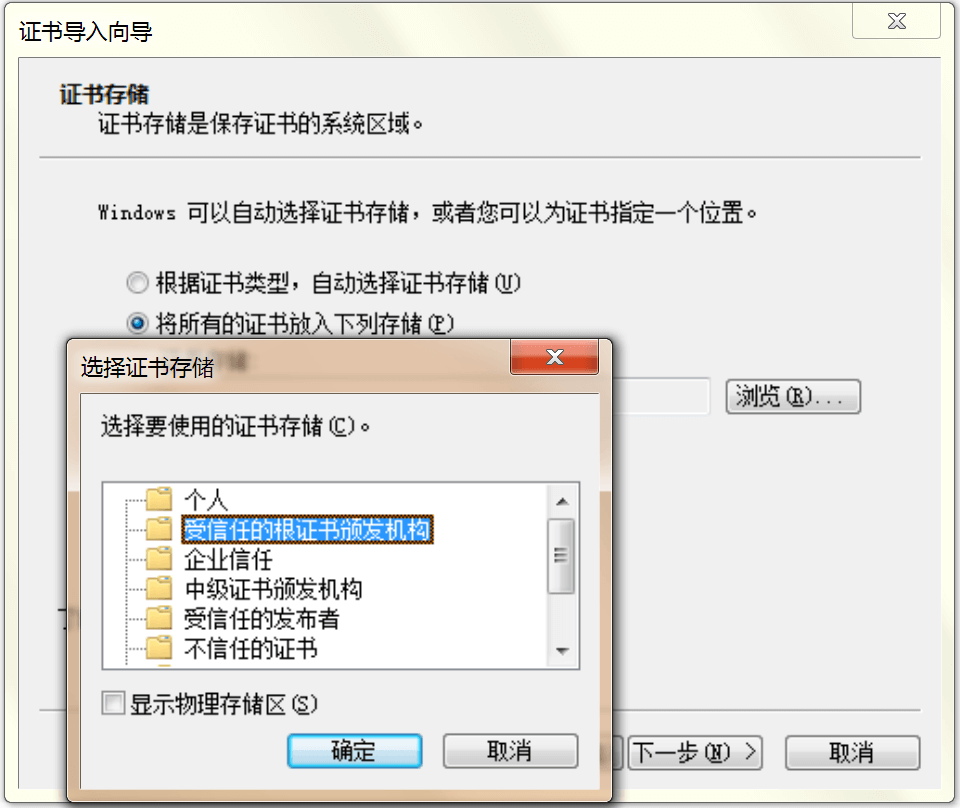 证书导入向导
证书存储
证书存储是保存证书的系统区域。
Windows 可以自动选择证书存储，或者您可以为证书指定一个位置。
根据证书类型，自动选择证书存储(U)
将所有的证书放入下列存储(P)
浏览(R)...
选择证书存储
选择要使用的证书存储(C)。
个人
受信任的根证书颁发机构
企业信任
中级证书颁发机构
受信任的发布者
不信任的证书
显示物理存储区(S)
确定 取消
下一步(N) > 取消